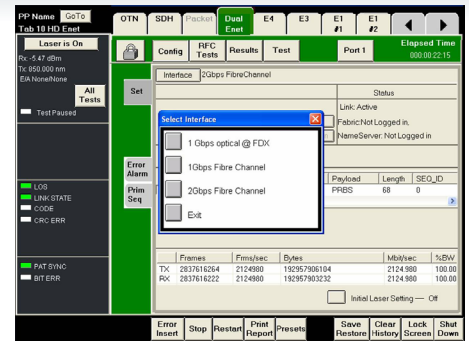 PP Name GoTo
Tab 10 HD Enet
OTN SDH Packet Dual Enet E4 E3 E1 #1 E1 #2
Laser is On
Rx -5.47 dBm
Tx: 850.000 nm
E/A None/None
All Tests
Test Paused
LOS
LINK STATE
CODE
CRC ERR
PAT SYNC
BIT ERR
Config RFC Tests Results Test Port 1 Elapsed Time
000:00:22:15
Set
Error Alarm
Prim Seq
Interface 2Gbps FibreChannel
Status
Link: Active
Fabric:Not Logged in,
NameServer: Not Logged in
Select Interface
1 Gbps optical @ FDX
1Gbps Fibre Channel
2Gbps Fibre Channel
Exit
Payload Length SEQ_ID
PRBS 68 0
Frames Frms/sec Bytes Mbit/sec %BW
TX 2837616264 2124980 192957906104 2124.980 100.00
RX 2837616222 2124980 192957903232 2124.980 100.00
Initial Laser Setting — Off
Error Insert Stop Restart Print Report Presets Save Restore Clear History Lock Screen Shut Down